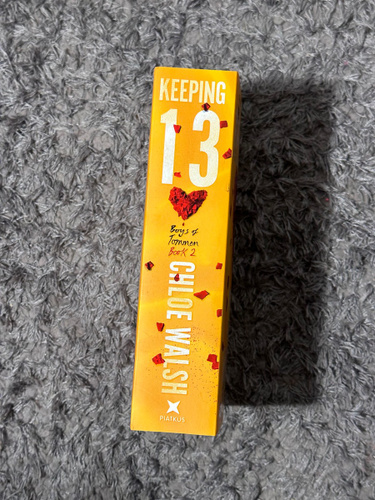 KEEPING
13
Boys of
Tommen
Book 2
CHLOE WALSH
PIATKUS